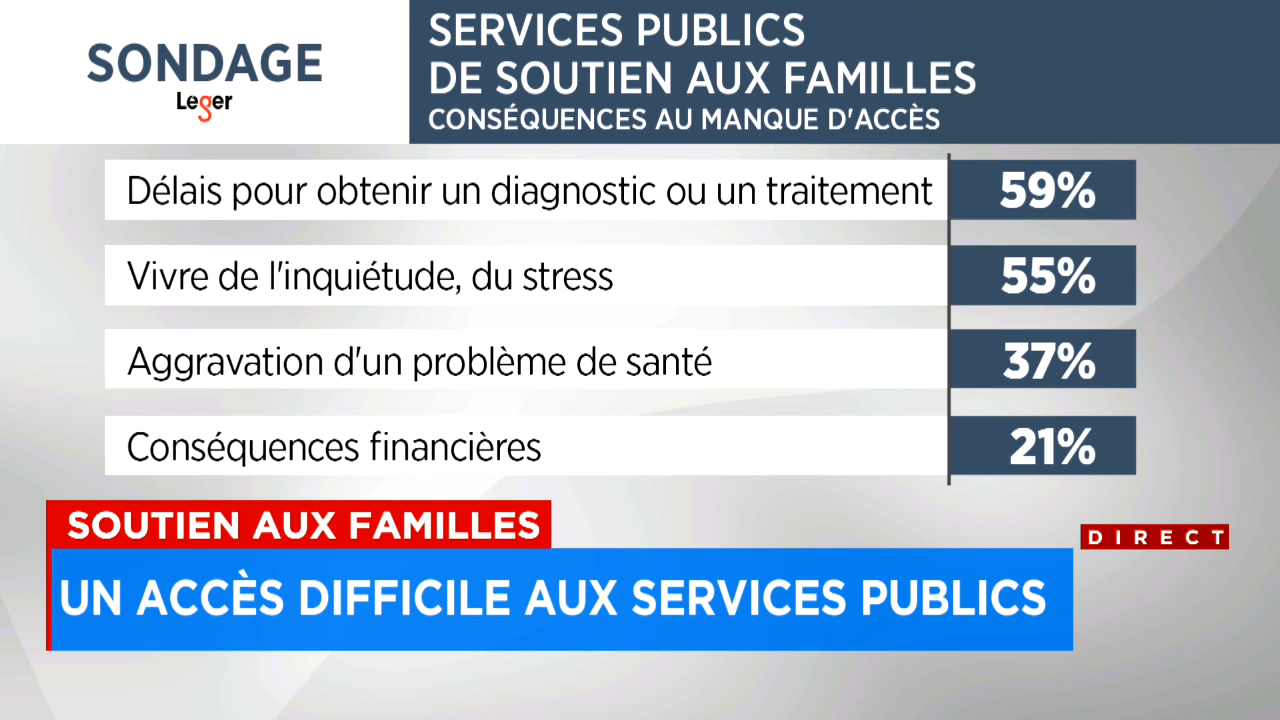 SONDAGE
Leger
SERVICES PUBLICS
DE SOUTIEN AUX FAMILLES
CONSÉQUENCES AU MANQUE D'ACCÈS
Délais pour obtenir un diagnostic ou un traitement 59%
Vivre de l'inquiétude, du stress 55%
Aggravation d'un problème de santé 37%
Conséquences financières 21%
SOUTIEN AUX FAMILLES
DIRECT
UN ACCÈS DIFFICILE AUX SERVICES PUBLICS